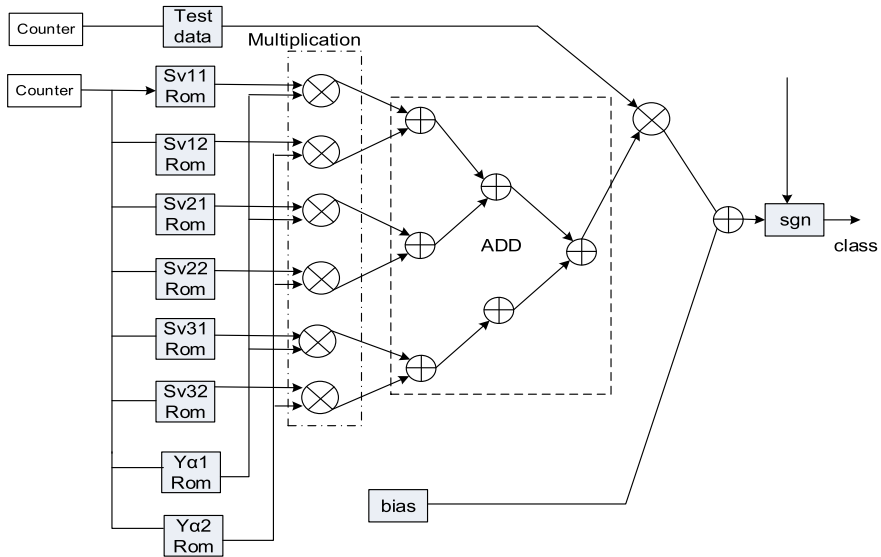 Counter
Test
data
Multiplication
Counter
Sv11
Rom
Sv12
Rom
Sv21
Rom
Sv22
Rom
Sv31
Rom
Sv32
Rom
Yα1
Rom
Yα2
Rom
ADD
bias
sgn
class